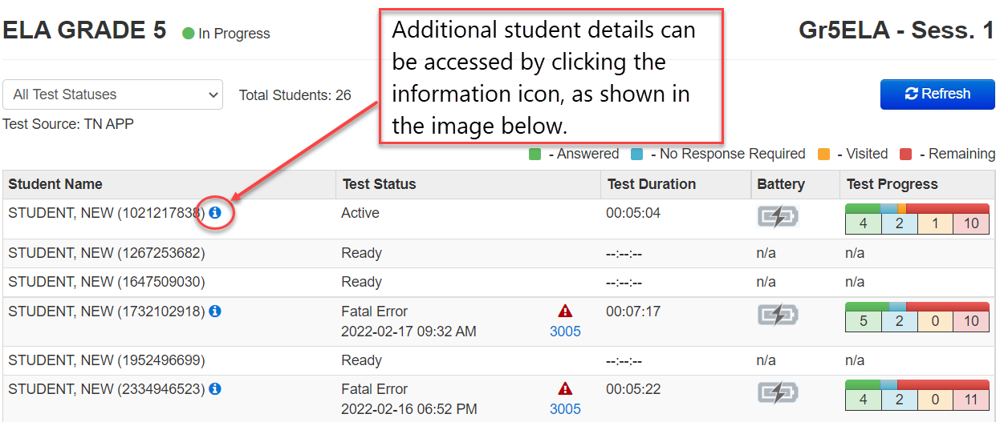 ELA GRADE 5 In Progress
Gr5ELA - Sess. 1
Additional student details can
be accessed by clicking the
information icon, as shown in
the image below.
All Test Statuses
Total Students: 26
Refresh
Test Source: TN APP
- Answered - No Response Required - Visited - Remaining
Student Name Test Status Test Duration Battery Test Progress
STUDENT, NEW (1021217838) Active 00:05:04 4 2 1 10
STUDENT, NEW (1267253682) Ready --:--:-- n/a n/a
STUDENT, NEW (1647509030) Ready --:--:-- n/a n/a
STUDENT, NEW (1732102918) Fatal Error 00:07:17 5 2 0 10
2022-02-17 09:32 AM 3005
STUDENT, NEW (1952496699) Ready --:--:-- n/a n/a
STUDENT, NEW (2334946523) Fatal Error 00:05:22 4 2 0 11
2022-02-16 06:52 PM 3005